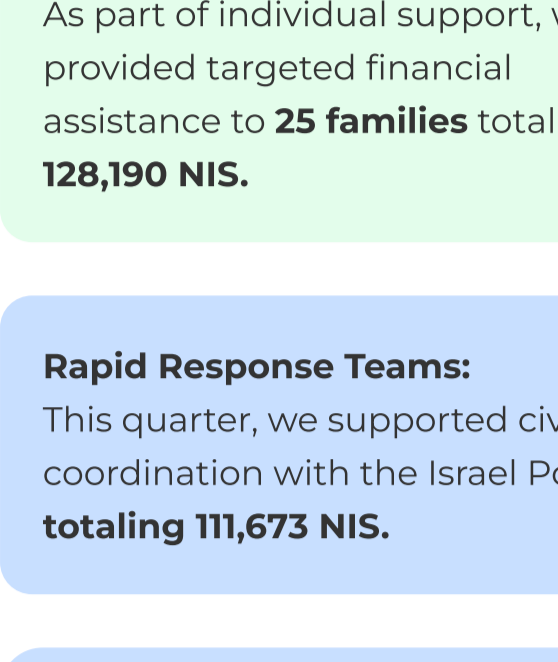 As part of individual support,
provided targeted financial
assistance to 25 families total
128,190 NIS.
Rapid Response Teams:
This quarter, we supported
coordination with the Israel
totaling 111,673 NIS.